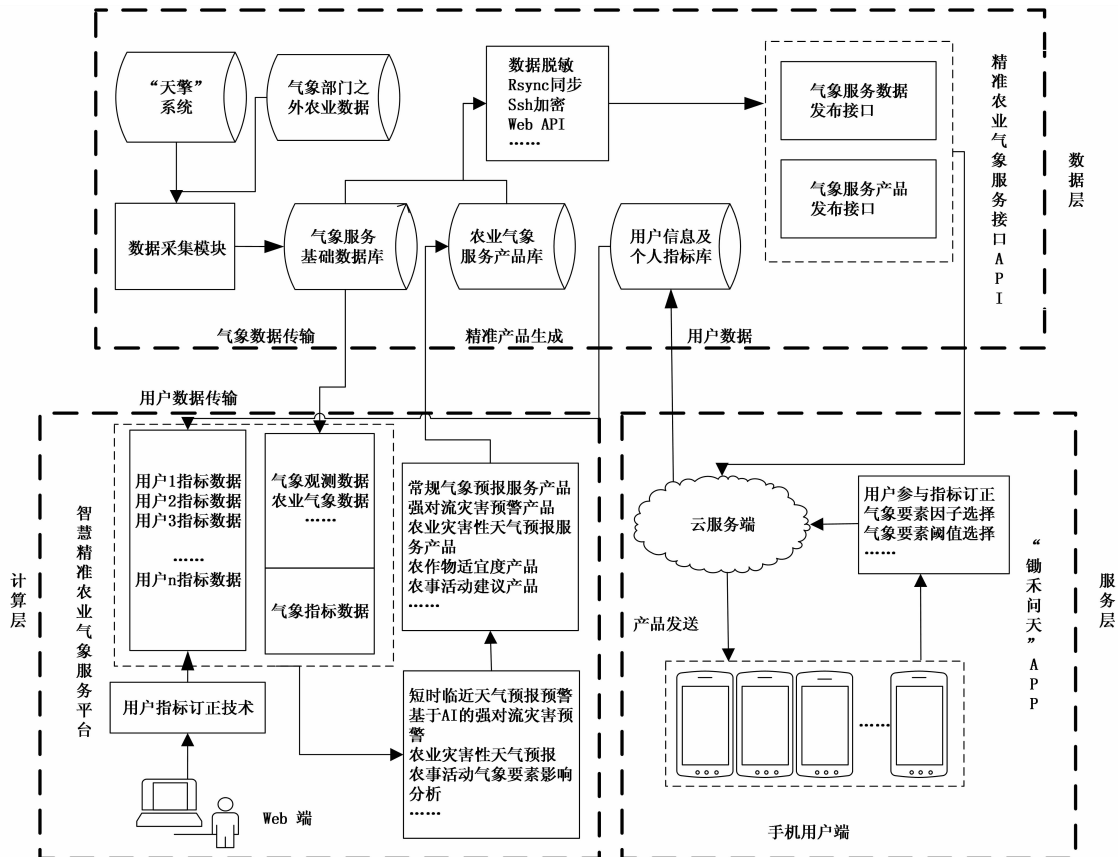 “天擎”
系统
气象部门之
外农业数据
数据脱敏
Rsync同步
Ssh加密
Web API
……
气象服务数据
发布接口
气象服务产品
发布接口
精准农业气象服务接口API
数据层
数据采集模块
气象服务
基础数据库
农业气象
服务产品库
用户信息及
个人指标库
气象数据传输
精准产品生成
用户数据
用户数据传输
计算层
智慧精准农业气象服务平台
用户1指标数据
用户2指标数据
用户3指标数据
……
用户n指标数据
气象观测数据
农业气象数据
……
气象指标数据
常规气象预报服务产品
强对流灾害预警产品
农业灾害性天气预报服
务产品
农作物适宜度产品
农事活动建议产品
……
用户指标订正技术
Web 端
短时临近天气预报预警
基于AI的强对流灾害预
警
农业灾害性天气预报
农事活动气象要素影响
分析
……
云服务端
用户参与指标订正
气象要素因子选择
气象要素阈值选择
……
产品发送
……
手机用户端
“锄禾问天”APP
服务层